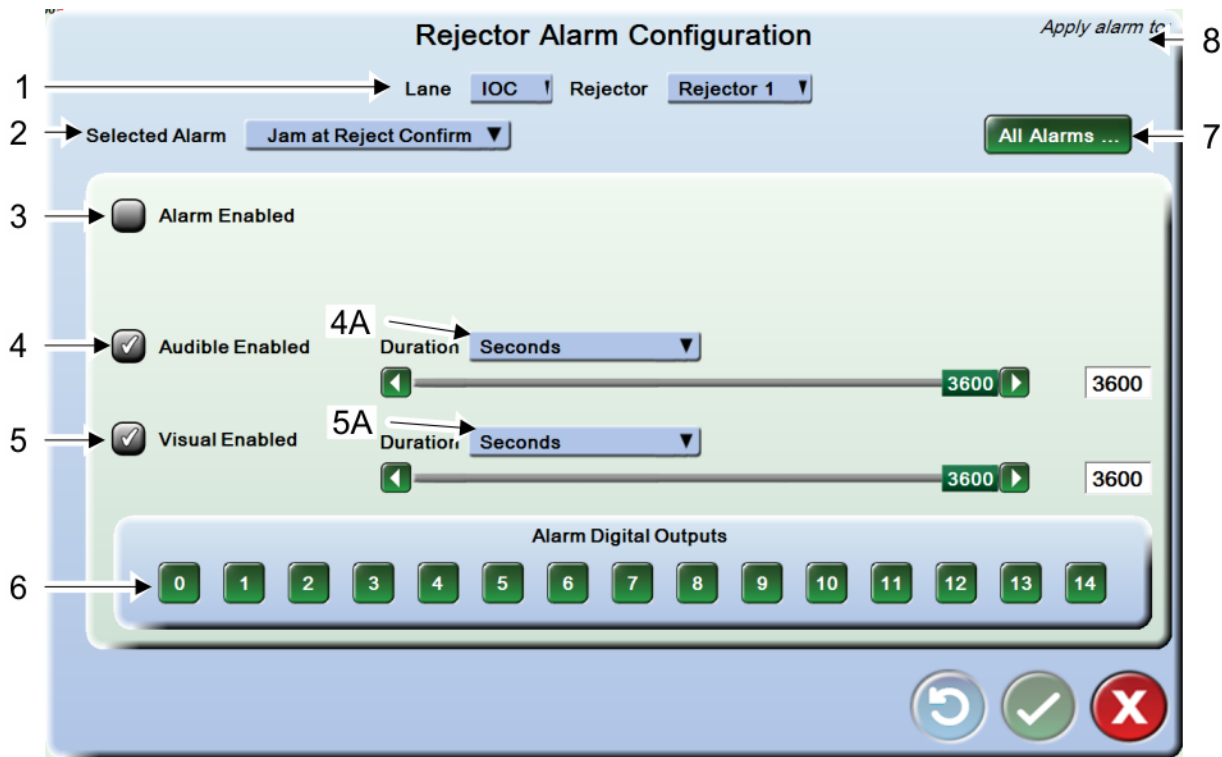 Rejector Alarm Configuration
Apply alarm to
8
1
Lane IOC Rejector Rejector 1
2
Selected Alarm Jam at Reject Confirm
All Alarms ...
7
3
Alarm Enabled
4
Audible Enabled
4A
Duration Seconds
3600
3600
5
Visual Enabled
5A
Duration Seconds
3600
3600
Alarm Digital Outputs
6
0 1 2 3 4 5 6 7 8 9 10 11 12 13 14
X